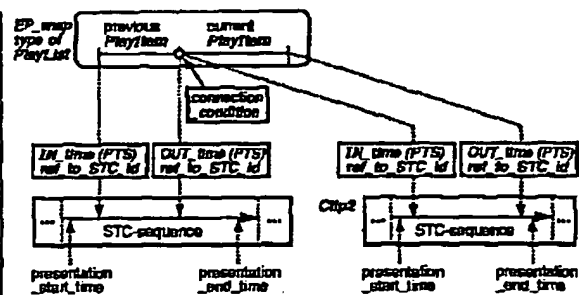 EP_map
type of
PlayList
previous
PlayItem
current
PlayItem
connection
condition
IN_time (PTS)
ref_to_STC_id
OUT_time (PTS)
ref_to_STC_id
IN_time (PTS)
ref_to_STC_id
OUT_time (PTS)
ref_to_STC_id
...
STC-sequence
...
Clip2
...
STC-sequence
...
presentation
_start_time
presentation
_end_time
presentation
_start_time
presentation
_end_time